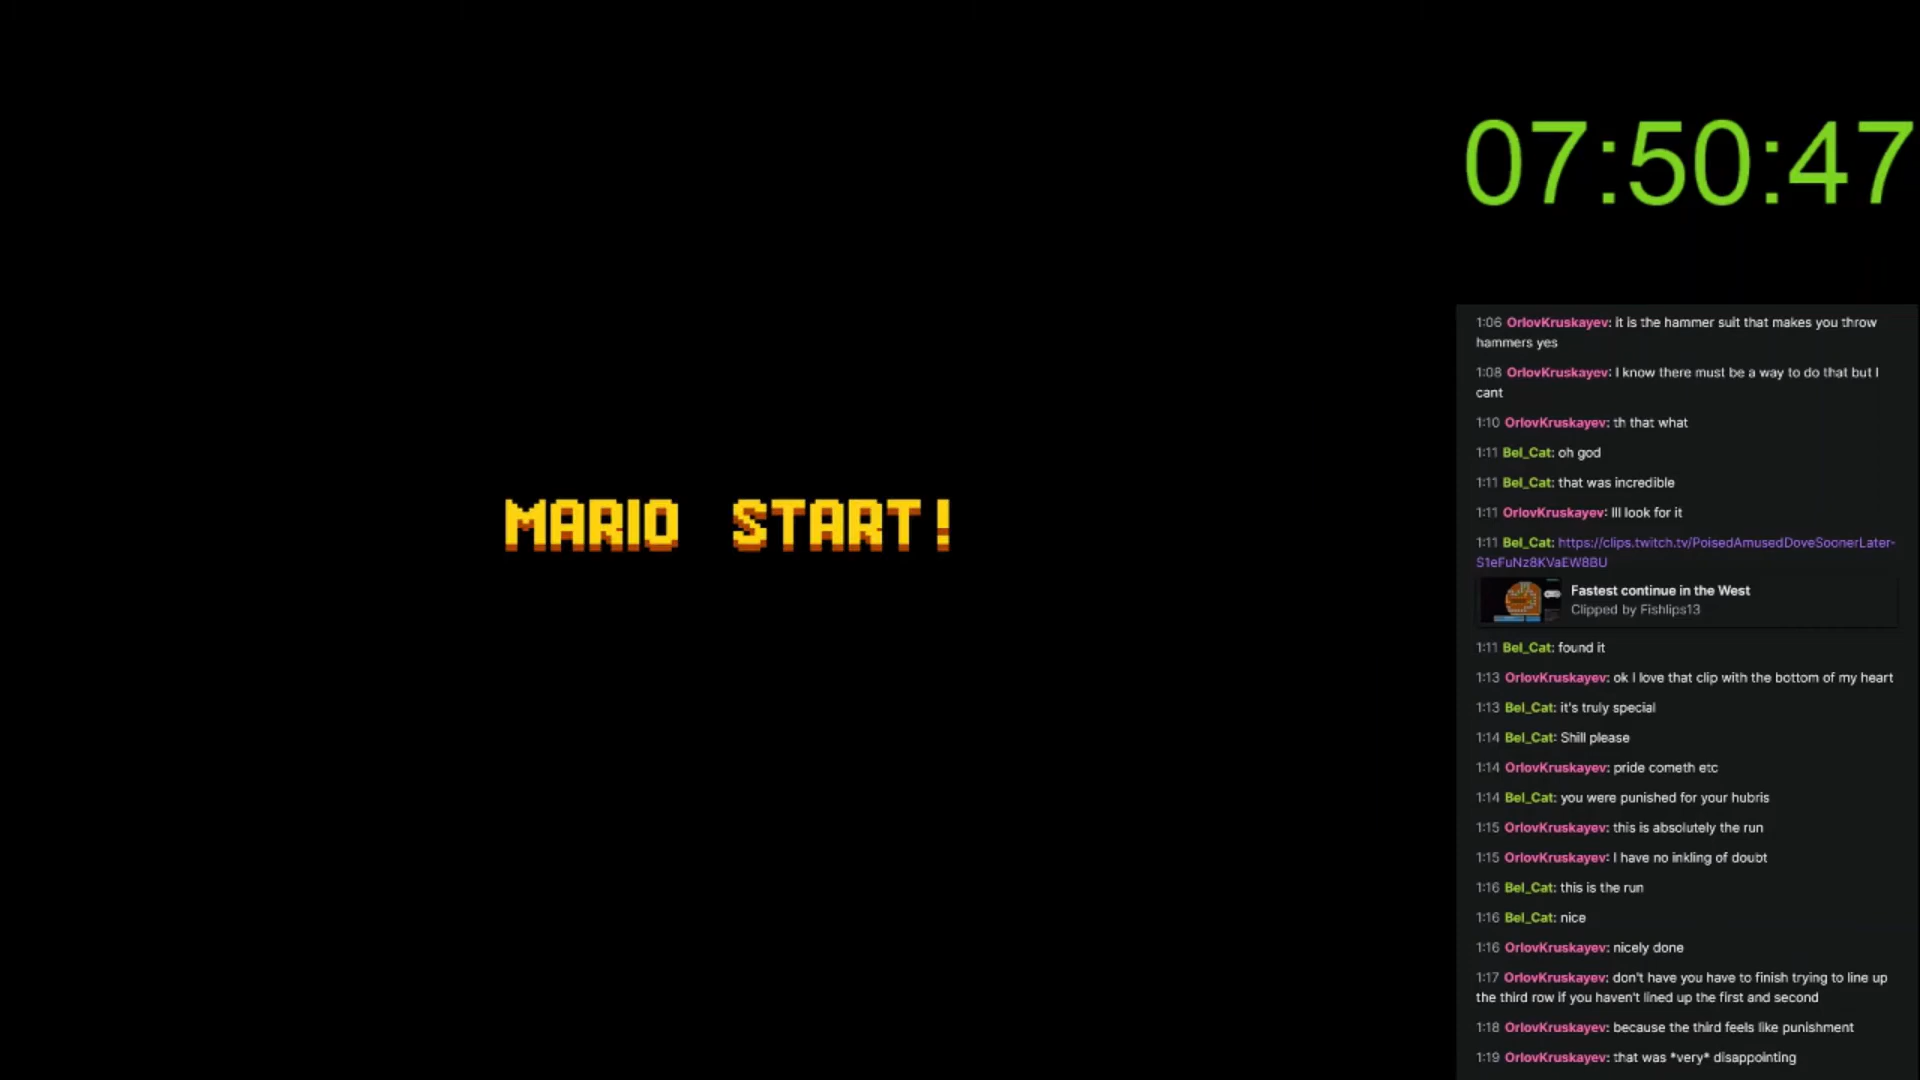 07:50:47
MARIO START!
1:06 OrlovKruskayev: it is the hammer suit that makes you throw
hammers yes
1:08 OrlovKruskayev: I know there must be a way to do that but I
cant
1:10 OrlovKruskayev: th that what
1:11 Bel_Cat: oh god
1:11 Bel_Cat: that was incredible
1:11 OrlovKruskayev: Ill look for it
1:11 Bel_Cat: https://clips.twitch.tv/PoisedAmusedDoveSoonerLater-
S1eFuNz8KVaEW8BU
Fastest continue in the West
Clipped by Fishlips13
1:11 Bel_Cat: found it
1:13 OrlovKruskayev: ok I love that clip with the bottom of my heart
1:13 Bel_Cat: it's truly special
1:14 Bel_Cat: Shill please
1:14 OrlovKruskayev: pride cometh etc
1:14 Bel_Cat: you were punished for your hubris
1:15 OrlovKruskayev: this is absolutely the run
1:15 OrlovKruskayev: I have no inkling of doubt
1:16 Bel_Cat: this is the run
1:16 Bel_Cat: nice
1:16 OrlovKruskayev: nicely done
1:17 OrlovKruskayev: don't have you have to finish trying to line up
the third row if you haven't lined up the first and second
1:18 OrlovKruskayev: because the third feels like punishment
1:19 OrlovKruskayev: that was *very* disappointing